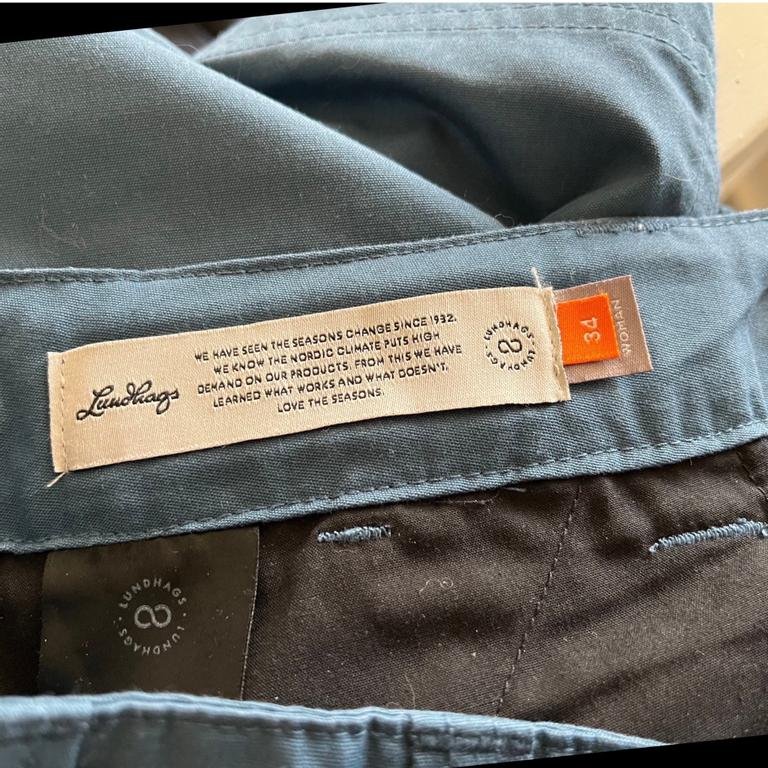 Lundhags
WE HAVE SEEN THE SEASONS CHANGE SINCE 1932.
WE KNOW THE NORDIC CLIMATE PUTS HIGH
DEMAND ON OUR PRODUCTS. FROM THIS WE HAVE
LEARNED WHAT WORKS AND WHAT DOESN'T.
LOVE THE SEASONS.
LUNDHAGS · LUNDHAGS ·
34
WOMAN
LUNDHAGS · LUNDHAGS ·